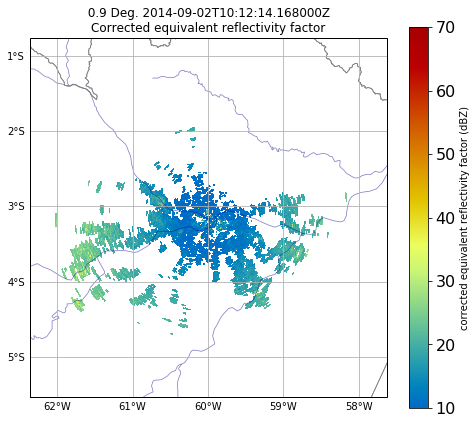 0.9 Deg. 2014-09-02T10:12:14.168000Z
Corrected equivalent reflectivity factor
1°S
2°S
3°S
4°S
5°S
62°W 61°W 60°W 59°W 58°W
70
60
50
40
30
20
10
corrected equivalent reflectivity factor (dBZ)